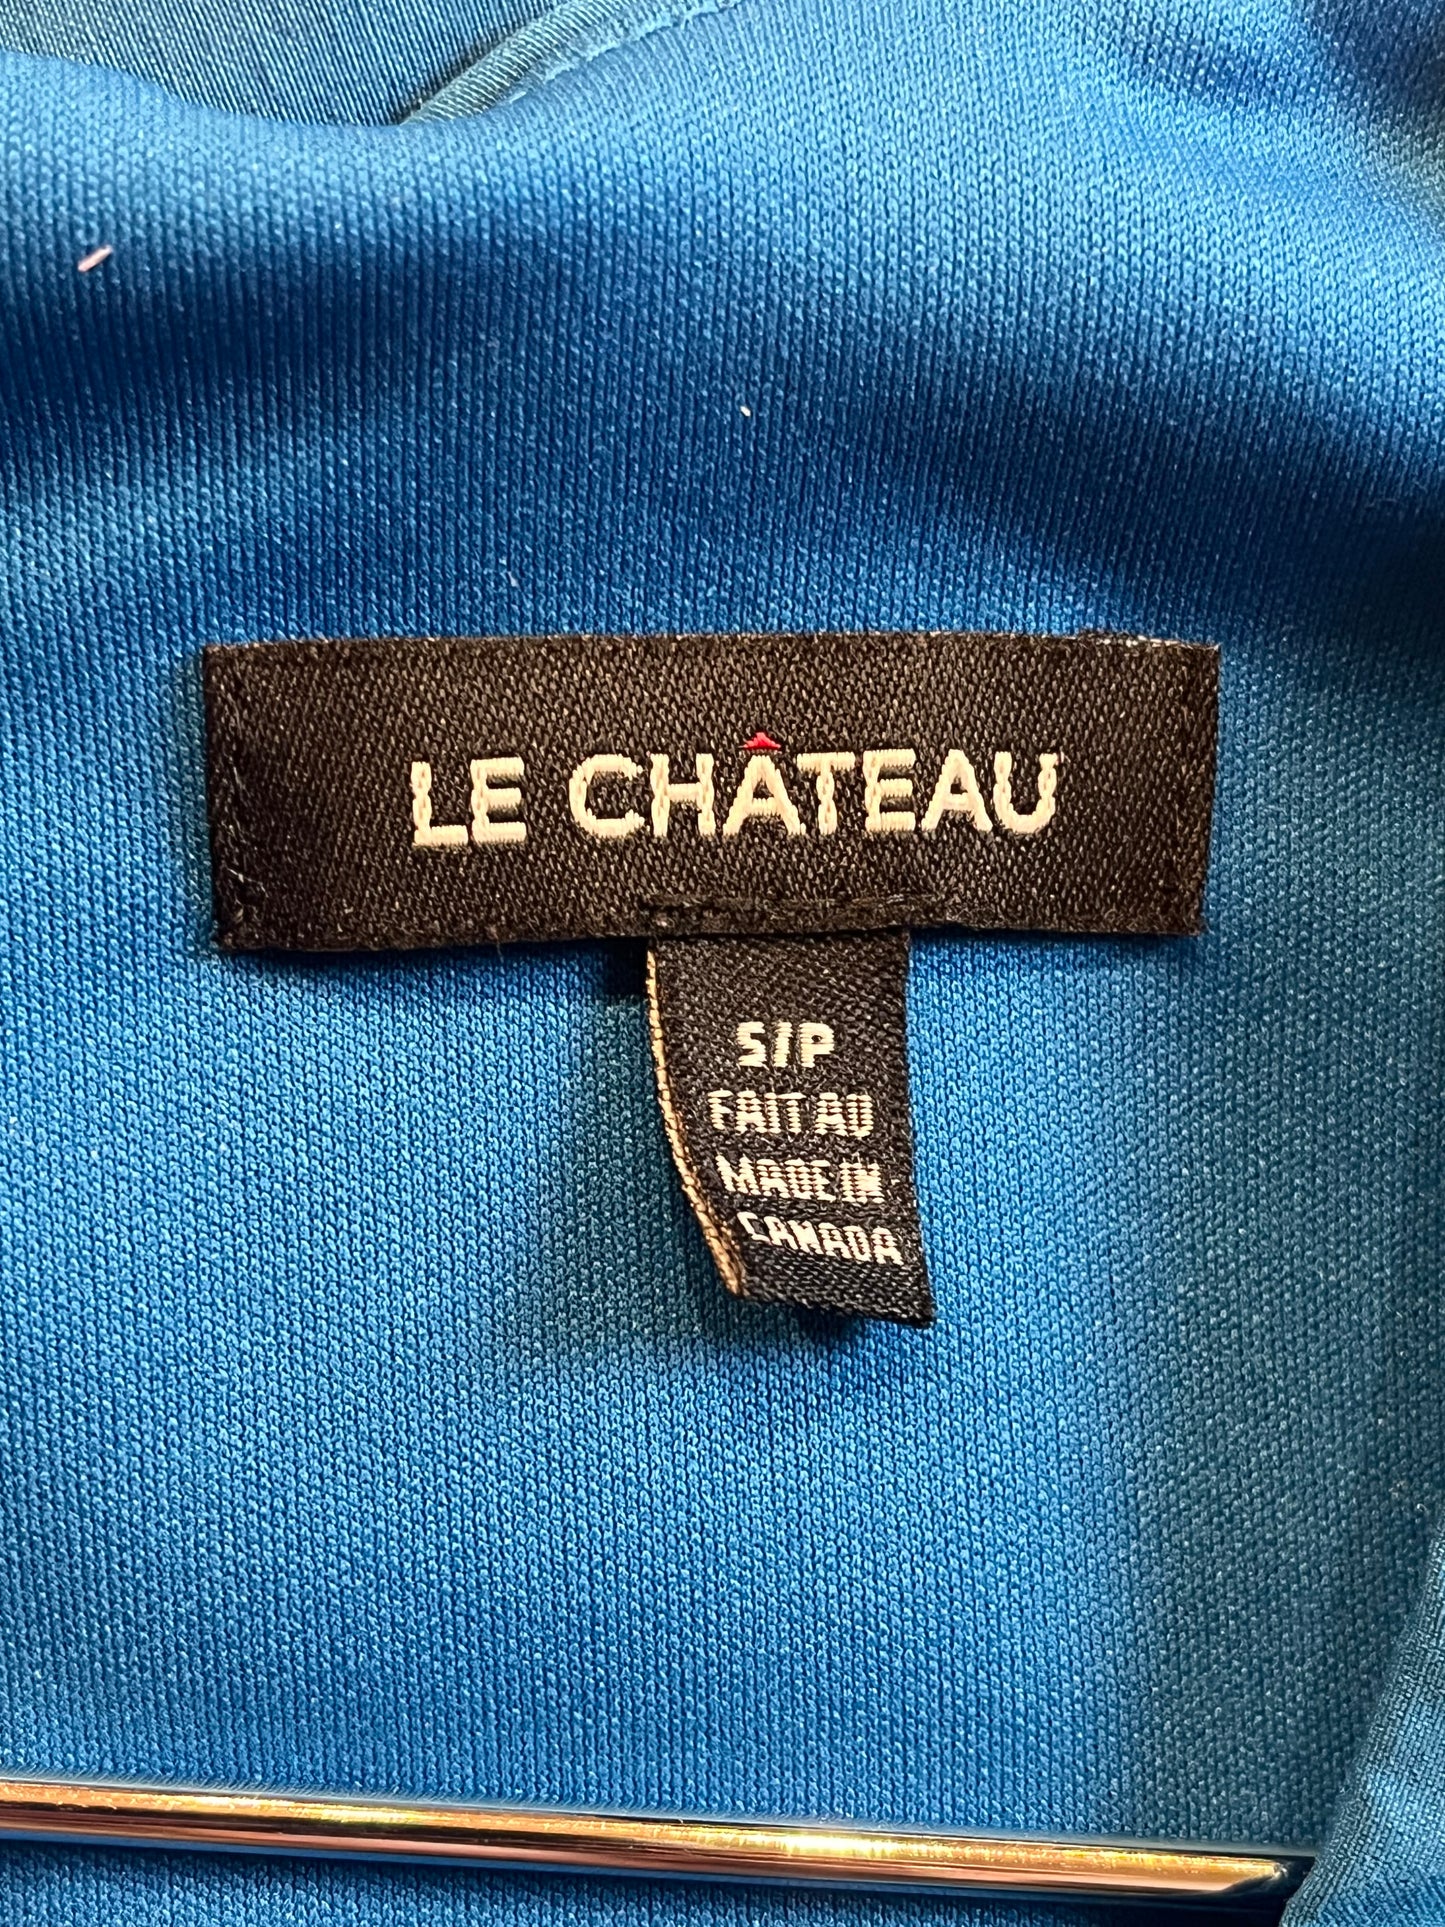 LE CHÂTEAU
S/P
FAIT AU
MADE IN
CANADA